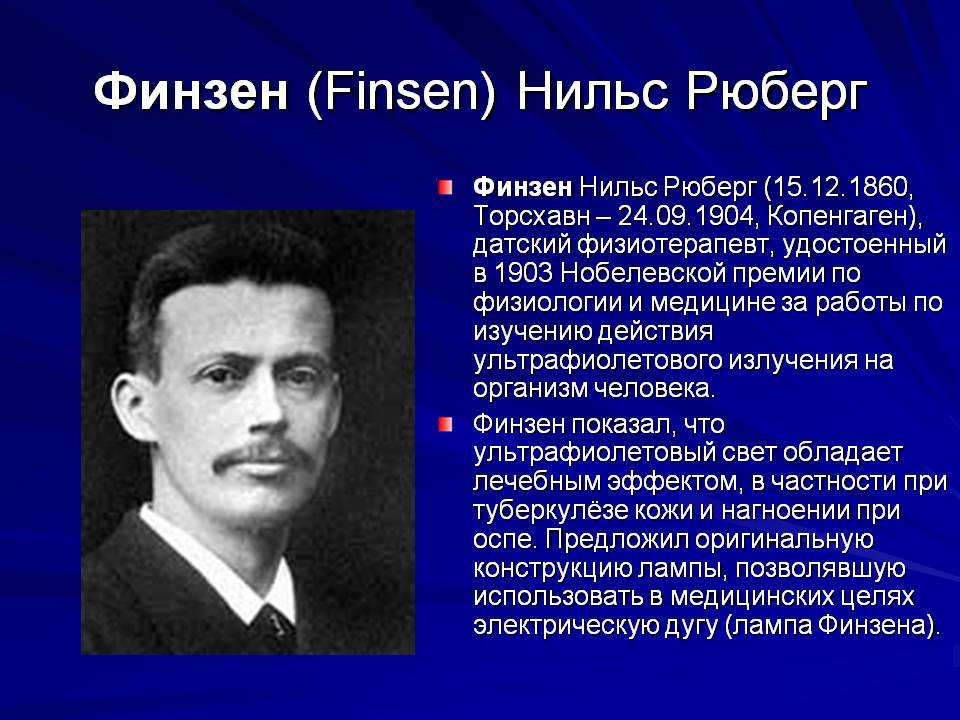 Финзен (Finsen) Нильс Рюберг
Финзен Нильс Рюберг (15.12.1860,
Торсхавн – 24.09.1904, Копенгаген),
датский физиотерапевт, удостоенный
в 1903 Нобелевской премии по
физиологии и медицине за работы по
изучению действия
ультрафиолетового излучения на
организм человека.
Финзен показал, что
ультрафиолетовый свет обладает
лечебным эффектом, в частности при
туберкулёзе кожи и нагноении при
оспе. Предложил оригинальную
конструкцию лампы, позволявшую
использовать в медицинских целях
электрическую дугу (лампа Финзена).